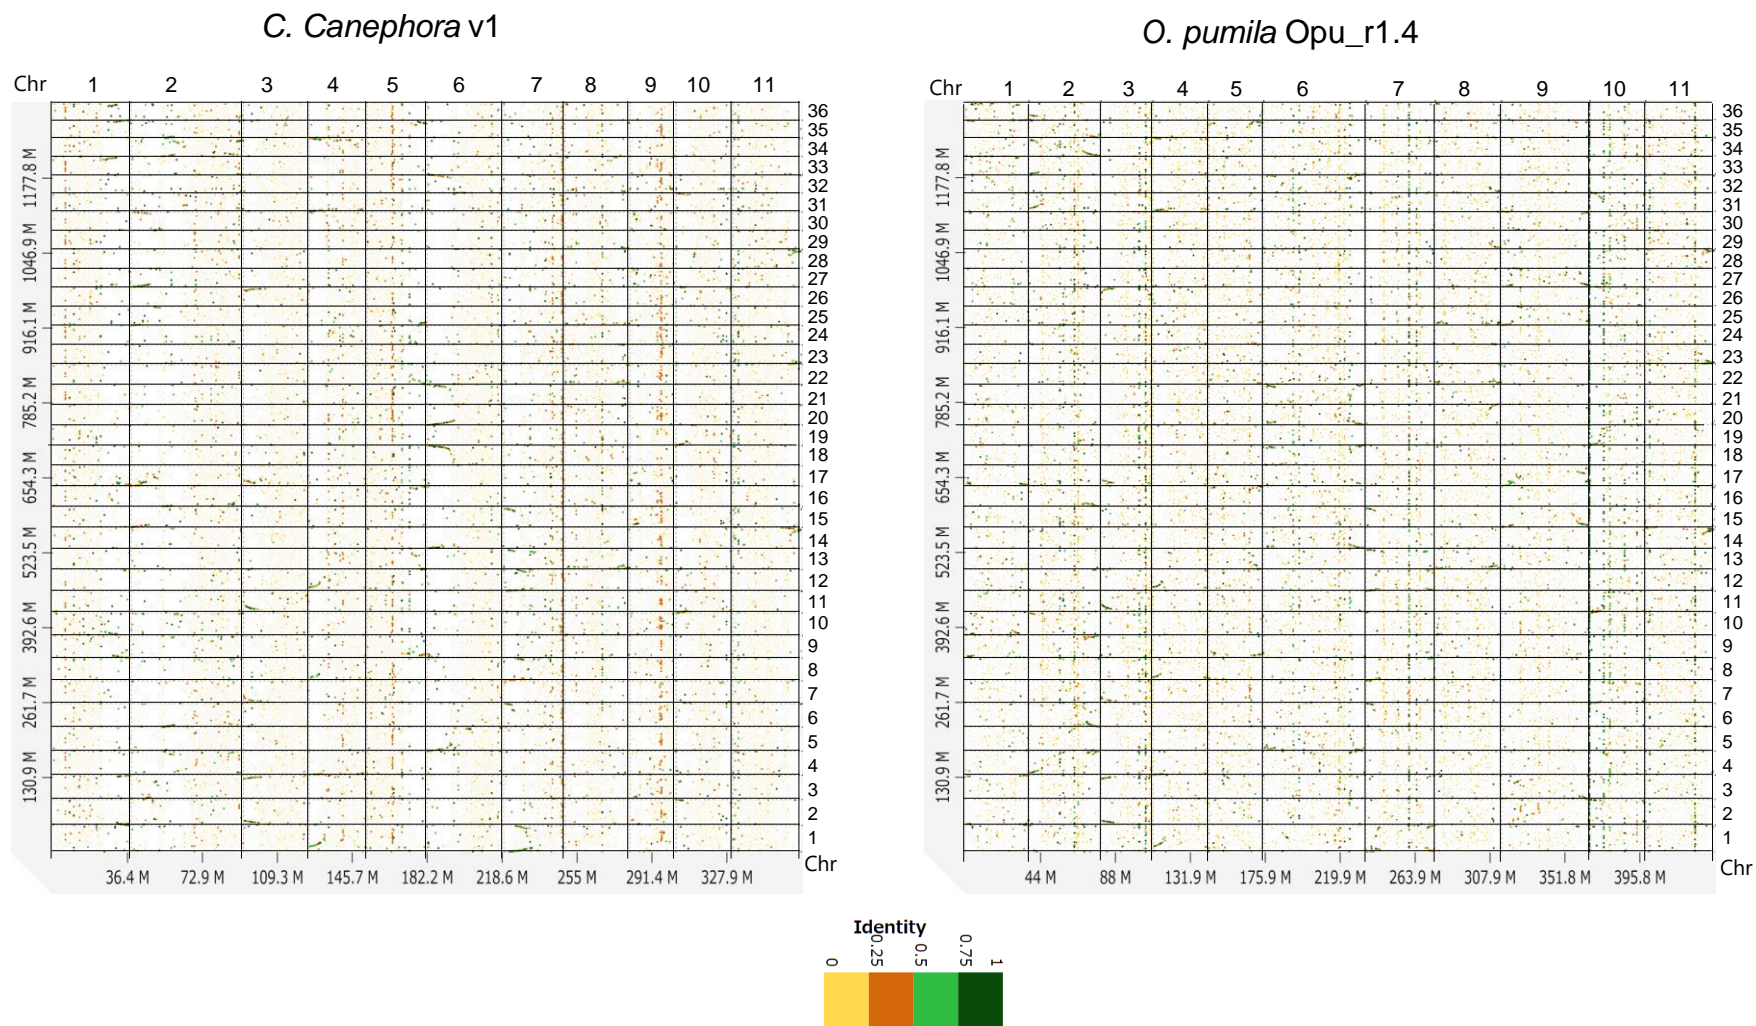 C. Canephora v1
O. pumila Opu_r1.4
Chr 1 2 3 4 5 6 7 8 9 10 11
Chr 1 2 3 4 5 6 7 8 9 10 11
36
35
34
33
32
31
30
29
28
27
26
25
24
23
22
21
20
19
18
17
16
15
14
13
12
11
10
9
8
7
6
5
4
3
2
1
Chr
36
35
34
33
32
31
30
29
28
27
26
25
24
23
22
21
20
19
18
17
16
15
14
13
12
11
10
9
8
7
6
5
4
3
2
1
Chr
1177.8 M
1046.9 M
916.1 M
785.2 M
654.3 M
523.5 M
392.6 M
261.7 M
130.9 M
1177.8 M
1046.9 M
916.1 M
785.2 M
654.3 M
523.5 M
392.6 M
261.7 M
130.9 M
36.4 M 72.9 M 109.3 M 145.7 M 182.2 M 218.6 M 255 M 291.4 M 327.9 M
44 M 88 M 131.9 M 175.9 M 219.9 M 263.9 M 307.9 M 351.8 M 395.8 M
Identity
0 0.25 0.5 0.75 1